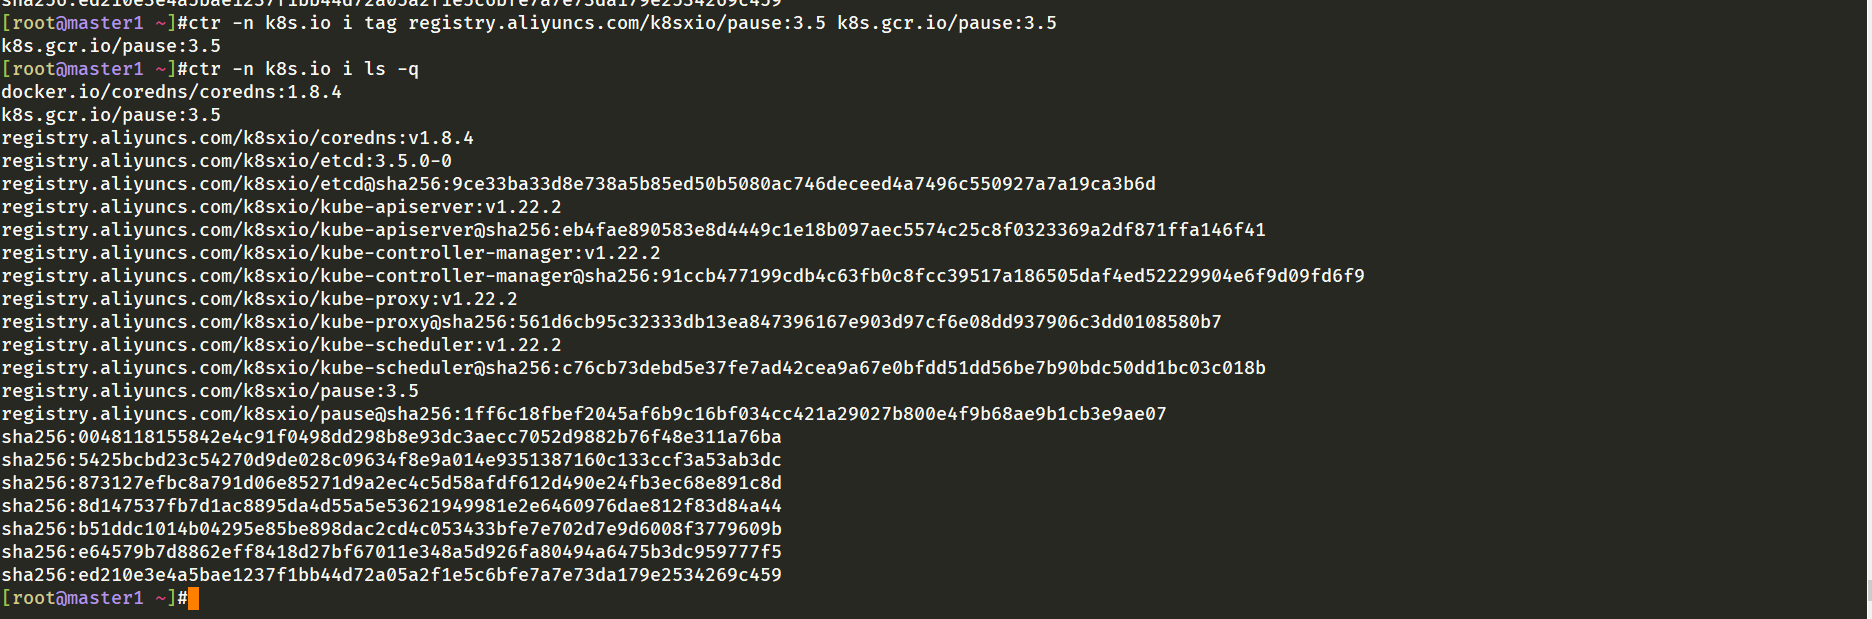 sha256:ed210e3e4a5bae1237f1bb44d72a05a2f1e5c6bfe7a7e73da179e2534269c459
[root@master1 ~]#ctr -n k8s.io i tag registry.aliyuncs.com/k8sxio/pause:3.5 k8s.gcr.io/pause:3.5
k8s.gcr.io/pause:3.5
[root@master1 ~]#ctr -n k8s.io i ls -q
docker.io/coredns/coredns:1.8.4
k8s.gcr.io/pause:3.5
registry.aliyuncs.com/k8sxio/coredns:v1.8.4
registry.aliyuncs.com/k8sxio/etcd:3.5.0-0
registry.aliyuncs.com/k8sxio/etcd@sha256:9ce33ba33d8e738a5b85ed50b5080ac746deceed4a7496c550927a7a19ca3b6d
registry.aliyuncs.com/k8sxio/kube-apiserver:v1.22.2
registry.aliyuncs.com/k8sxio/kube-apiserver@sha256:eb4fae890583e8d4449c1e18b097aec5574c25c8f0323369a2df871ffa146f41
registry.aliyuncs.com/k8sxio/kube-controller-manager:v1.22.2
registry.aliyuncs.com/k8sxio/kube-controller-manager@sha256:91ccb477199cdb4c63fb0c8fcc39517a186505daf4ed52229904e6f9d09fd6f9
registry.aliyuncs.com/k8sxio/kube-proxy:v1.22.2
registry.aliyuncs.com/k8sxio/kube-proxy@sha256:561d6cb95c32333db13ea847396167e903d97cf6e08dd937906c3dd0108580b7
registry.aliyuncs.com/k8sxio/kube-scheduler:v1.22.2
registry.aliyuncs.com/k8sxio/kube-scheduler@sha256:c76cb73debd5e37fe7ad42cea9a67e0bfdd51dd56be7b90bdc50dd1bc03c018b
registry.aliyuncs.com/k8sxio/pause:3.5
registry.aliyuncs.com/k8sxio/pause@sha256:1ff6c18fbef2045af6b9c16bf034cc421a29027b800e4f9b68ae9b1cb3e9ae07
sha256:0048118155842e4c91f0498dd298b8e93dc3aecc7052d9882b76f48e311a76ba
sha256:5425bcbd23c54270d9de028c09634f8e9a014e9351387160c133ccf3a53ab3dc
sha256:873127efbc8a791d06e85271d9a2ec4c5d58afdf612d490e24fb3ec68e891c8d
sha256:8d147537fb7d1ac8895da4d55a5e53621949981e2e6460976dae812f83d84a44
sha256:b51ddc1014b04295e85be898dac2cd4c053433bfe7e702d7e9d6008f3779609b
sha256:e64579b7d8862eff8418d27bf67011e348a5d926fa80494a6475b3dc959777f5
sha256:ed210e3e4a5bae1237f1bb44d72a05a2f1e5c6bfe7a7e73da179e2534269c459
[root@master1 ~]#